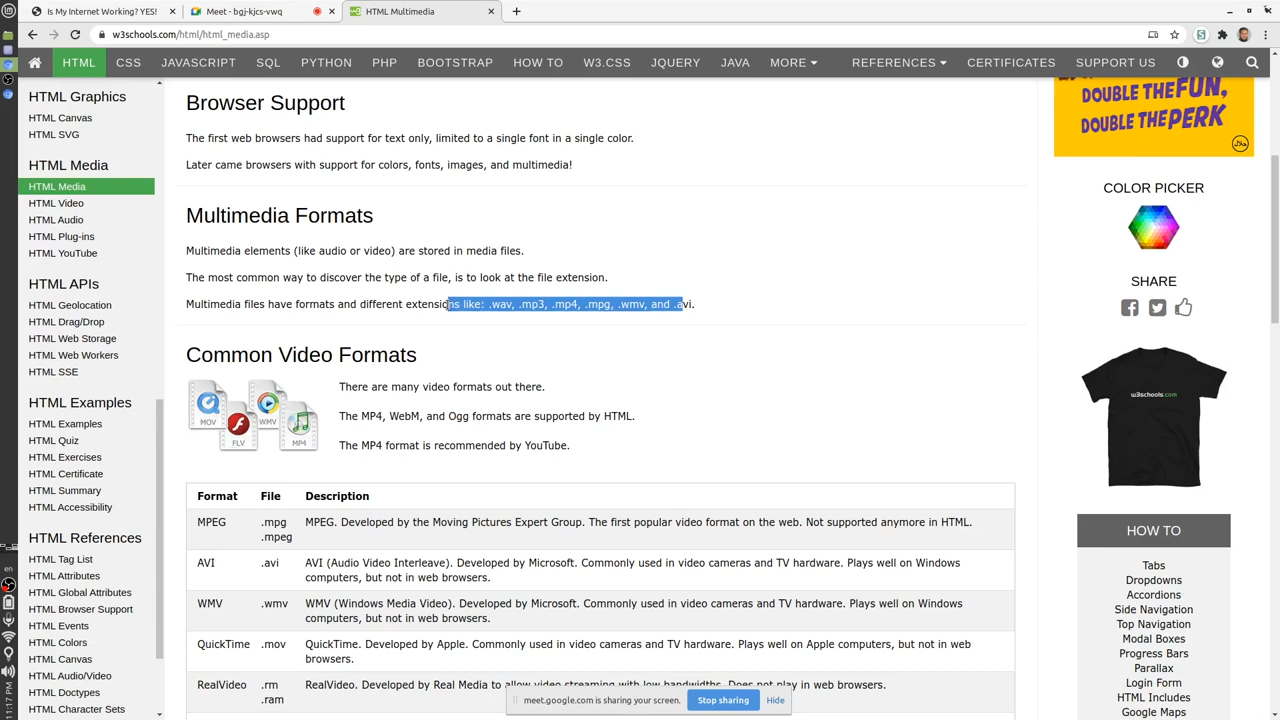 Is My Internet Working? YES!
Meet - bgj-kjcs-vwq
HTML Multimedia
w3schools.com/html/html_media.asp
HTML CSS JAVASCRIPT SQL PYTHON PHP BOOTSTRAP HOW TO W3.CSS JQUERY JAVA MORE REFERENCES CERTIFICATES SUPPORT US
HTML Graphics
HTML Canvas
HTML SVG
HTML Media
HTML Media
HTML Video
HTML Audio
HTML Plug-ins
HTML YouTube
HTML APIs
HTML Geolocation
HTML Drag/Drop
HTML Web Storage
HTML Web Workers
HTML SSE
HTML Examples
HTML Examples
HTML Quiz
HTML Exercises
HTML Certificate
HTML Summary
HTML Accessibility
HTML References
HTML Tag List
HTML Attributes
HTML Global Attributes
HTML Browser Support
HTML Events
HTML Colors
HTML Canvas
HTML Audio/Video
HTML Doctypes
HTML Character Sets
Browser Support
The first web browsers had support for text only, limited to a single font in a single color.
Later came browsers with support for colors, fonts, images, and multimedia!
Multimedia Formats
Multimedia elements (like audio or video) are stored in media files.
The most common way to discover the type of a file, is to look at the file extension.
Multimedia files have formats and different extensions like: .wav, .mp3, .mp4, .mpg, .wmv, and .avi.
Common Video Formats
MOV
FLV
WMV
MP4
There are many video formats out there.
The MP4, WebM, and Ogg formats are supported by HTML.
The MP4 format is recommended by YouTube.
Format File Description
MPEG .mpg MPEG. Developed by the Moving Pictures Expert Group. The first popular video format on the web. Not supported anymore in HTML.
.mpeg
AVI .avi AVI (Audio Video Interleave). Developed by Microsoft. Commonly used in video cameras and TV hardware. Plays well on Windows
computers, but not in web browsers.
WMV .wmv WMV (Windows Media Video). Developed by Microsoft. Commonly used in video cameras and TV hardware. Plays well on Windows
computers, but not in web browsers.
QuickTime .mov QuickTime. Developed by Apple. Commonly used in video cameras and TV hardware. Plays well on Apple computers, but not in web
browsers.
RealVideo .rm RealVideo. Developed by Real Media to allow video streaming with low bandwidths. Does not play in web browsers.
.ram
meet.google.com is sharing your screen. Stop sharing Hide
DOUBLE THE FUN,
DOUBLE THE PERK
حلال
COLOR PICKER
SHARE
w3schools.com
HOW TO
Tabs
Dropdowns
Accordions
Side Navigation
Top Navigation
Modal Boxes
Progress Bars
Parallax
Login Form
HTML Includes
Google Maps
en
11:17 PM